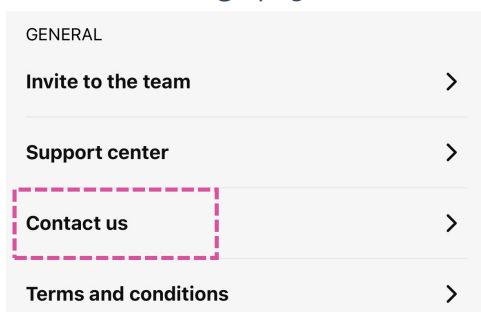 GENERAL
Invite to the team
Support center
Contact us
Terms and conditions